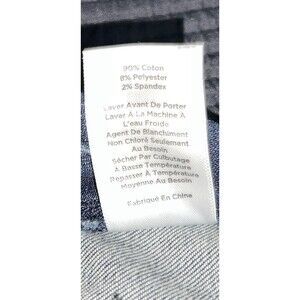 90% Coton
8% Polyester
2% Spandex
Laver Avant De Porter
Laver A La Machine A
L'eau Froide
Agent De Blanchiment
Non Chloré Seulement
Au Besoin
Sécher Par Culbutage
A Basse Température
Repasser À Température
Moyenne Au Besoin
Fabriqué En Chine